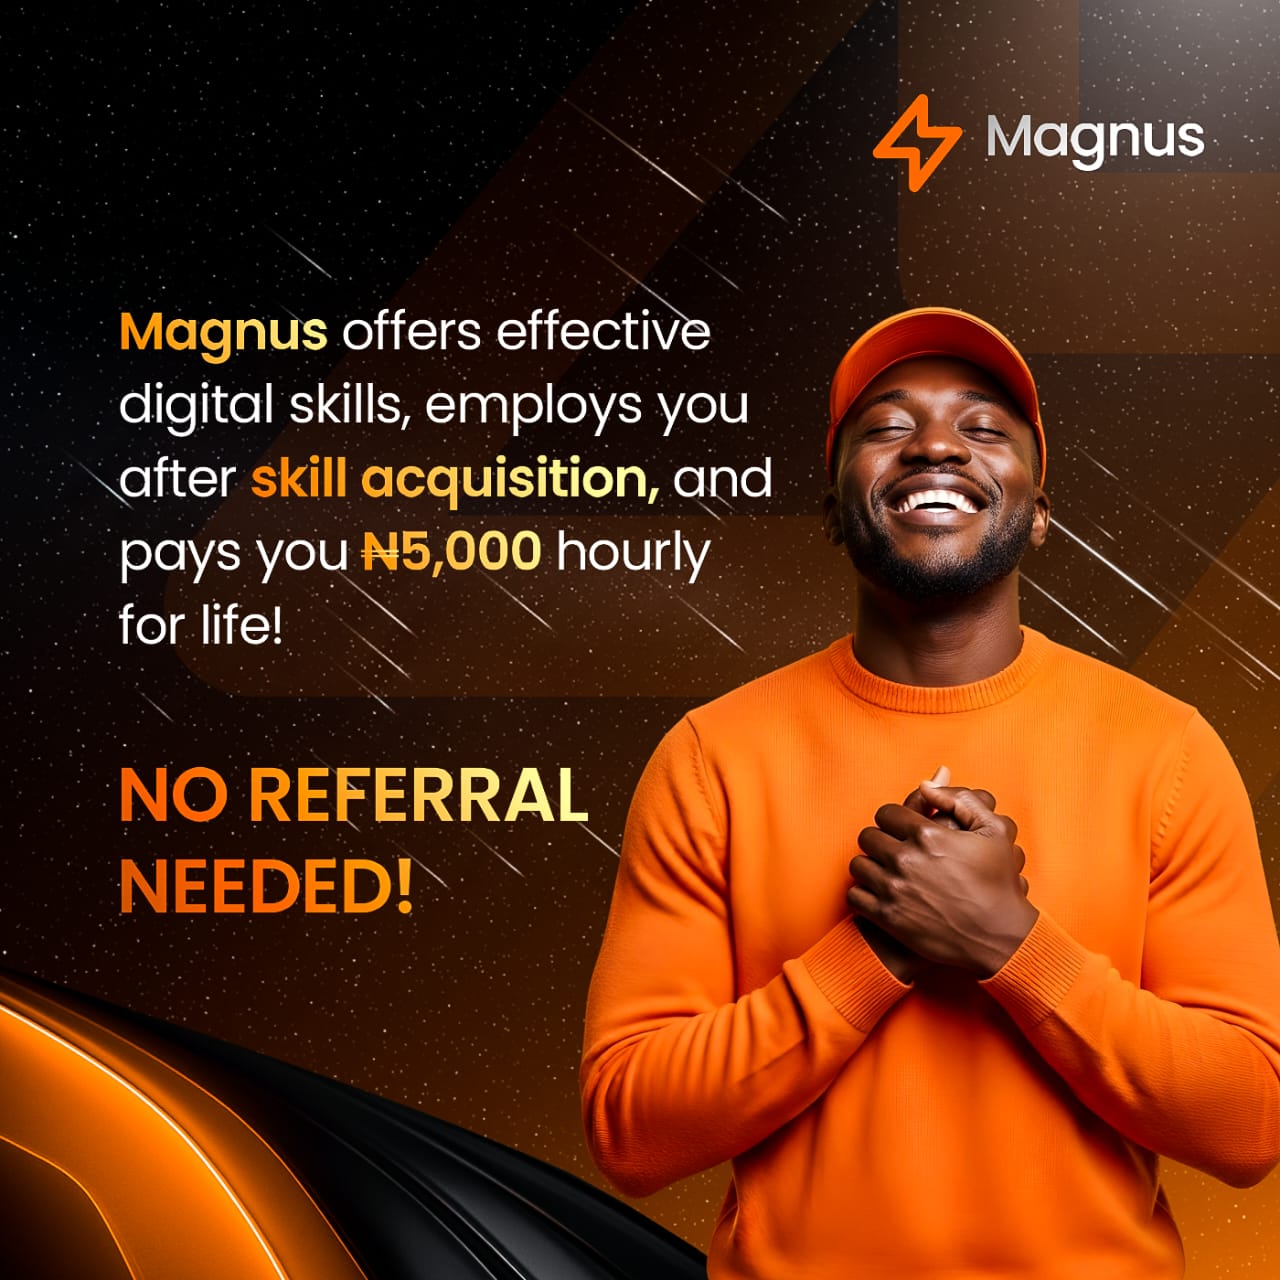 Magnus
Magnus offers effective
digital skills, employs you
after skill acquisition, and
pays you ₦5,000 hourly
for life!
NO REFERRAL
NEEDED!